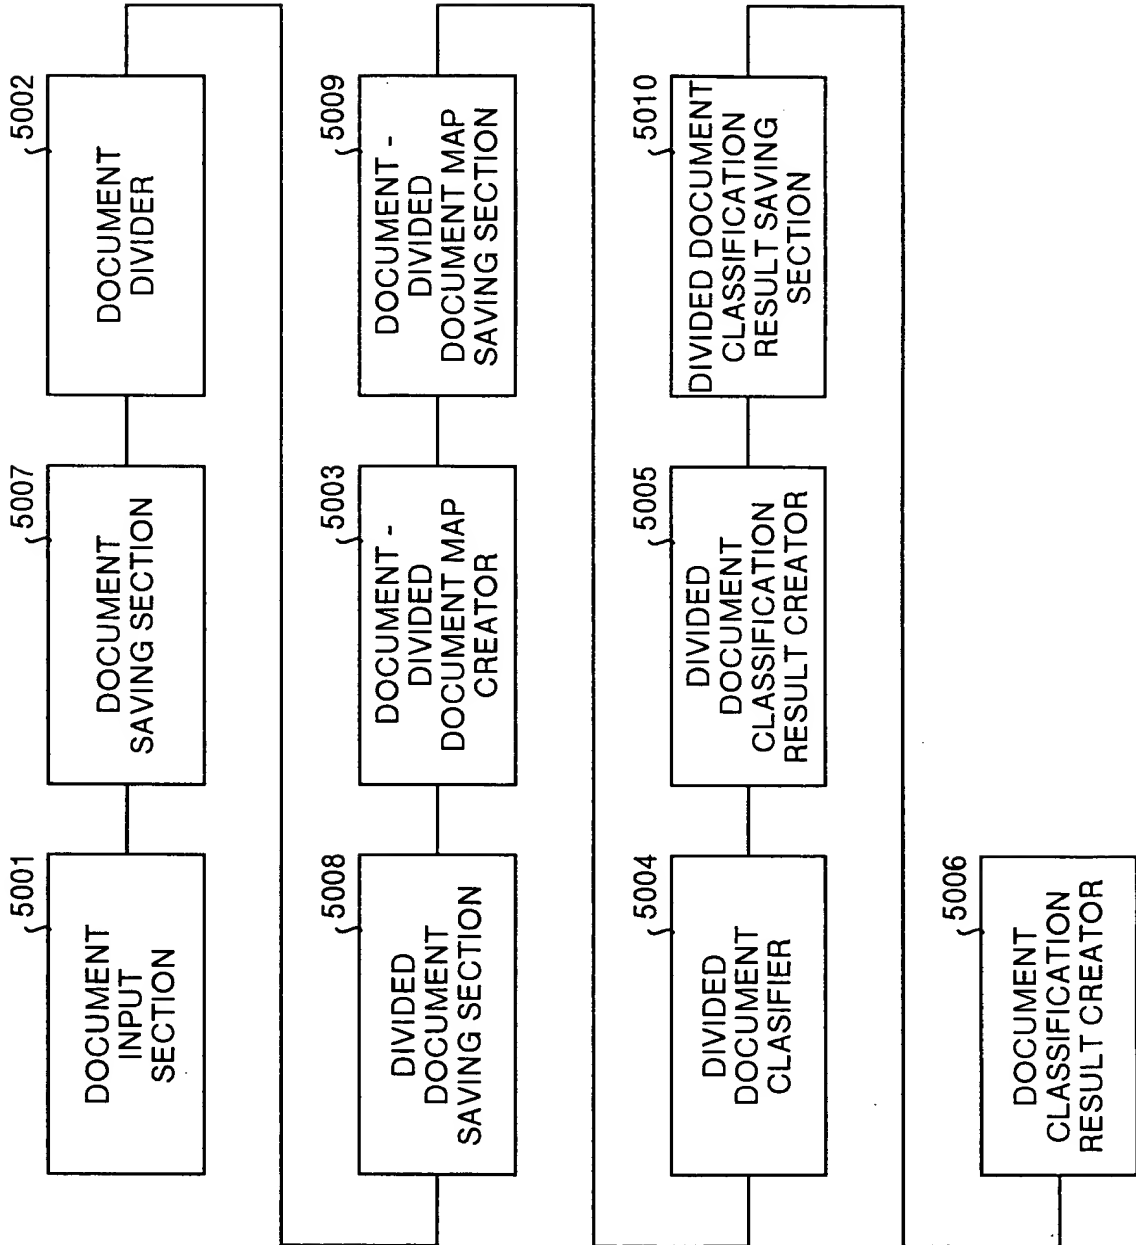 5001
DOCUMENT
INPUT
SECTION
5007
DOCUMENT
SAVING SECTION
5002
DOCUMENT
DIVIDER
5008
DIVIDED
DOCUMENT
SAVING SECTION
5003
DOCUMENT -
DIVIDED
DOCUMENT MAP
CREATOR
5009
DOCUMENT -
DIVIDED
DOCUMENT MAP
SAVING SECTION
5004
DIVIDED
DOCUMENT
CLASIFIER
5005
DIVIDED
DOCUMENT
CLASSIFICATION
RESULT CREATOR
5010
DIVIDED DOCUMENT
CLASSIFICATION
RESULT SAVING
SECTION
5006
DOCUMENT
CLASSIFICATION
RESULT CREATOR